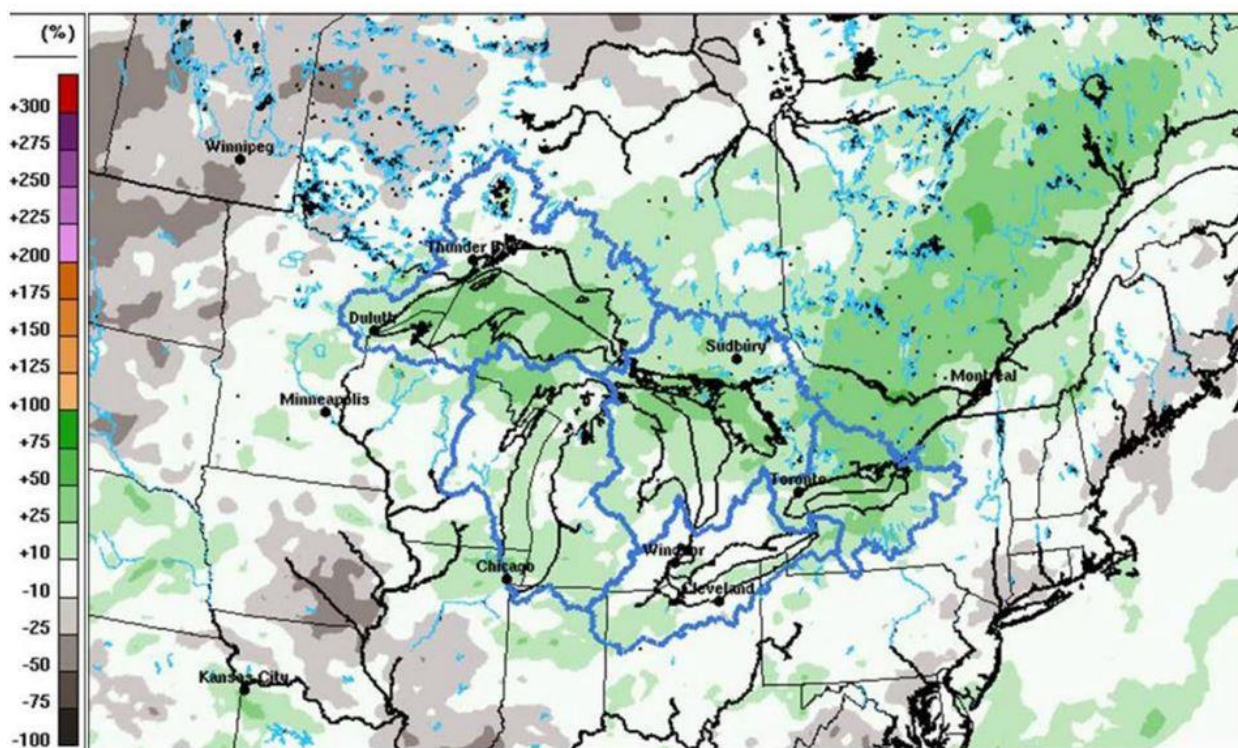 (%)
+300
+275
+250
+225
+200
+175
+150
+125
+100
+75
+50
+25
+10
-10
-25
-50
-75
-100
Winnipeg
Thunder Bay
Duluth
Sudbury
Montreal
Minneapolis
Toronto
Windsor
Chicago
Cleveland
Kansas City